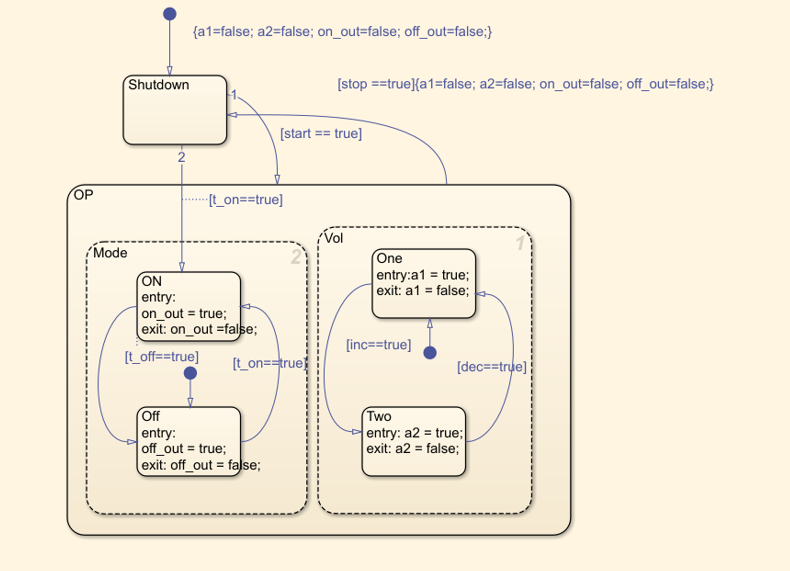 {a1=false; a2=false; on_out=false; off_out=false;}
Shutdown
1
[stop ==true]{a1=false; a2=false; on_out=false; off_out=false;}
[start == true]
2
OP
[t_on==true]
Mode
2
Vol
1
ON
entry:
on_out = true;
exit: on_out =false;
[t_off==true]
[t_on==true]
Off
entry:
off_out = true;
exit: off_out = false;
One
entry:a1 = true;
exit: a1 = false;
[inc==true]
[dec==true]
Two
entry: a2 = true;
exit: a2 = false;